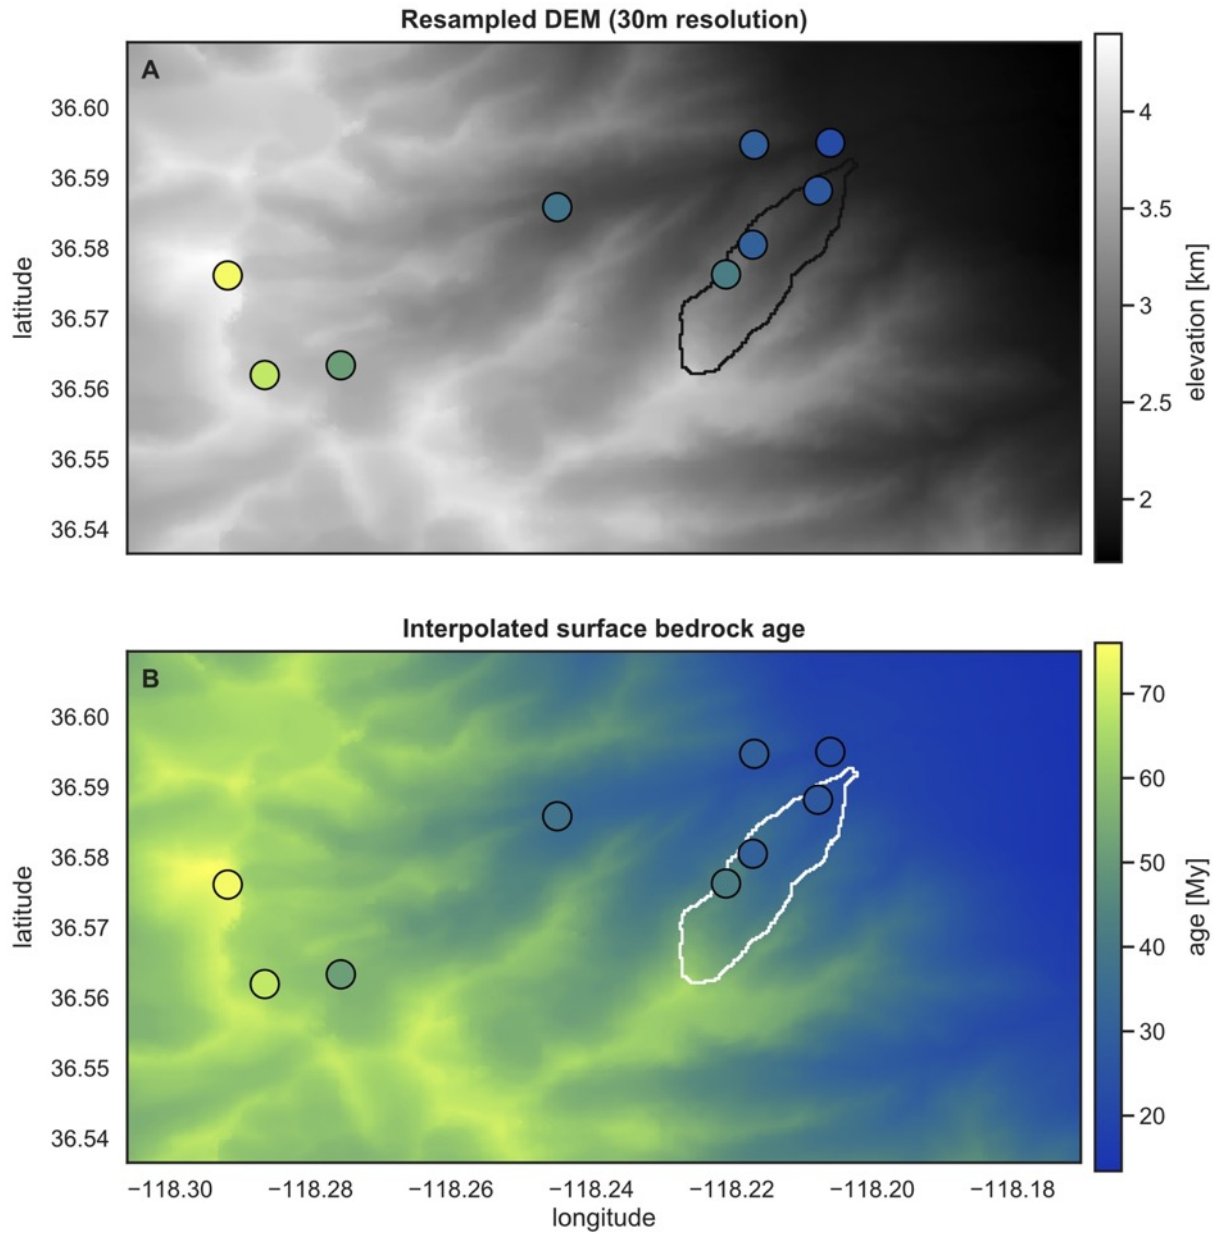 Resampled DEM (30m resolution)
A
36.60
36.59
36.58
36.57
36.56
36.55
36.54
latitude
4
3.5
3
2.5
2
elevation [km]
Interpolated surface bedrock age
B
36.60
36.59
36.58
36.57
36.56
36.55
36.54
latitude
70
60
50
40
30
20
age [My]
−118.30 −118.28 −118.26 −118.24 −118.22 −118.20 −118.18
longitude